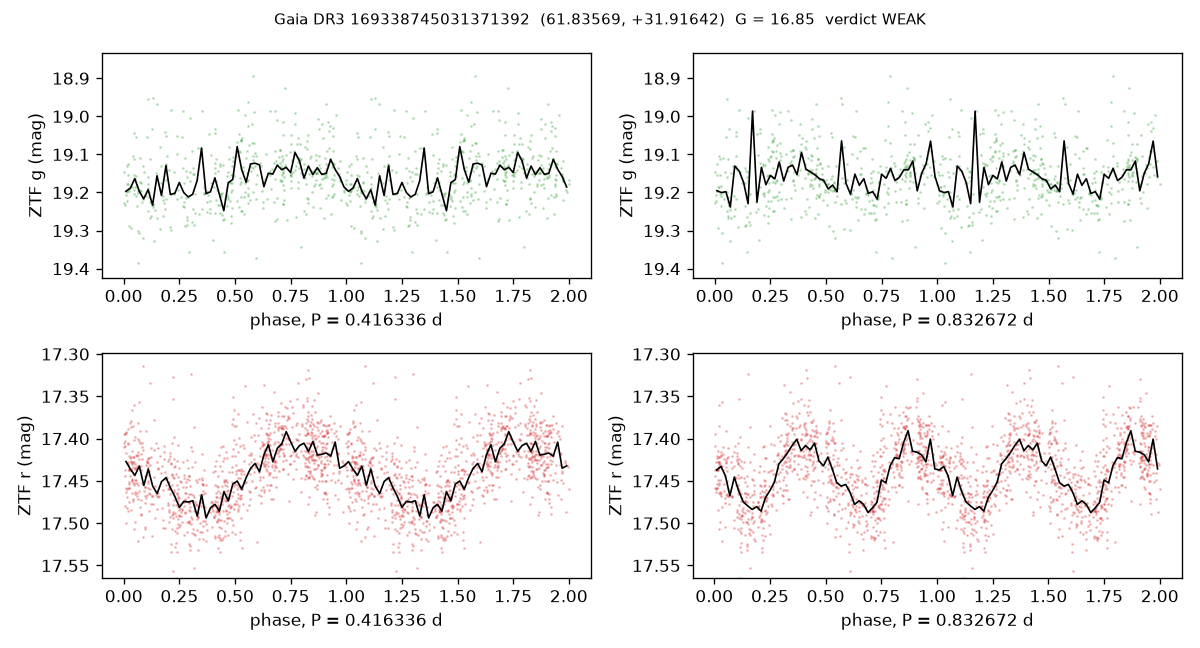 Gaia DR3 169338745031371392  (61.83569, +31.91642)  G = 16.85  verdict WEAK
ZTF g (mag)
18.9
19.0
19.1
19.2
19.3
19.4
0.00 0.25 0.50 0.75 1.00 1.25 1.50 1.75 2.00
phase, P = 0.416336 d
ZTF g (mag)
18.9
19.0
19.1
19.2
19.3
19.4
0.00 0.25 0.50 0.75 1.00 1.25 1.50 1.75 2.00
phase, P = 0.832672 d
ZTF r (mag)
17.30
17.35
17.40
17.45
17.50
17.55
0.00 0.25 0.50 0.75 1.00 1.25 1.50 1.75 2.00
phase, P = 0.416336 d
ZTF r (mag)
17.30
17.35
17.40
17.45
17.50
17.55
0.00 0.25 0.50 0.75 1.00 1.25 1.50 1.75 2.00
phase, P = 0.832672 d